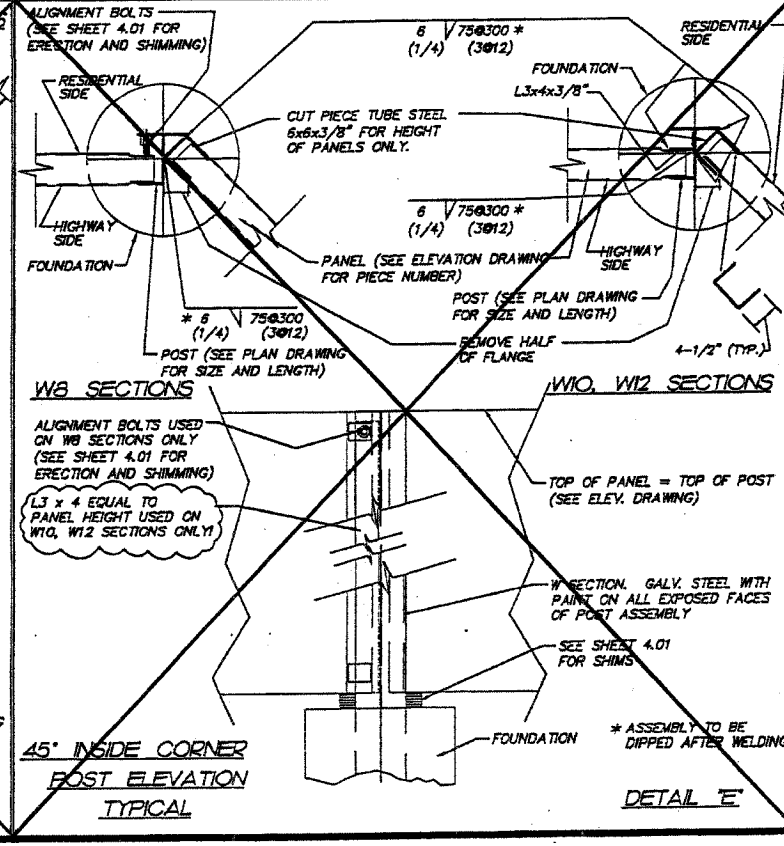 ALIGNMENT BOLTS
(SEE SHEET 4.01 FOR
ERECTION AND SHIMMING)
RESIDENTIAL
SIDE
HIGHWAY
SIDE
FOUNDATION
6 75@300 *
(1/4) (3@12)
CUT PIECE TUBE STEEL
6x6x3/8" FOR HEIGHT
OF PANELS ONLY.
FOUNDATION
L3x4x3/8"
RESIDENTIAL
SIDE
6 75@300 *
(1/4) (3@12)
PANEL (SEE ELEVATION DRAWING
FOR PIECE NUMBER)
HIGHWAY
SIDE
* 6 75@300
(1/4) (3@12)
POST (SEE PLAN DRAWING
FOR SIZE AND LENGTH)
POST (SEE PLAN DRAWING
FOR SIZE AND LENGTH)
REMOVE HALF
OF FLANGE
4-1/2" (TYP.)
W8 SECTIONS
W10, W12 SECTIONS
ALIGNMENT BOLTS USED
ON W8 SECTIONS ONLY
(SEE SHEET 4.01 FOR
ERECTION AND SHIMMING)
L3 x 4 EQUAL TO
PANEL HEIGHT USED ON
W10, W12 SECTIONS ONLY!
TOP OF PANEL = TOP OF POST
(SEE ELEV. DRAWING)
W SECTION. GALV. STEEL WITH
PAINT ON ALL EXPOSED FACES
OF POST ASSEMBLY
SEE SHEET 4.01
FOR SHIMS
FOUNDATION
* ASSEMBLY TO BE
DIPPED AFTER WELDING
45° INSIDE CORNER
POST ELEVATION
TYPICAL
DETAIL "E"